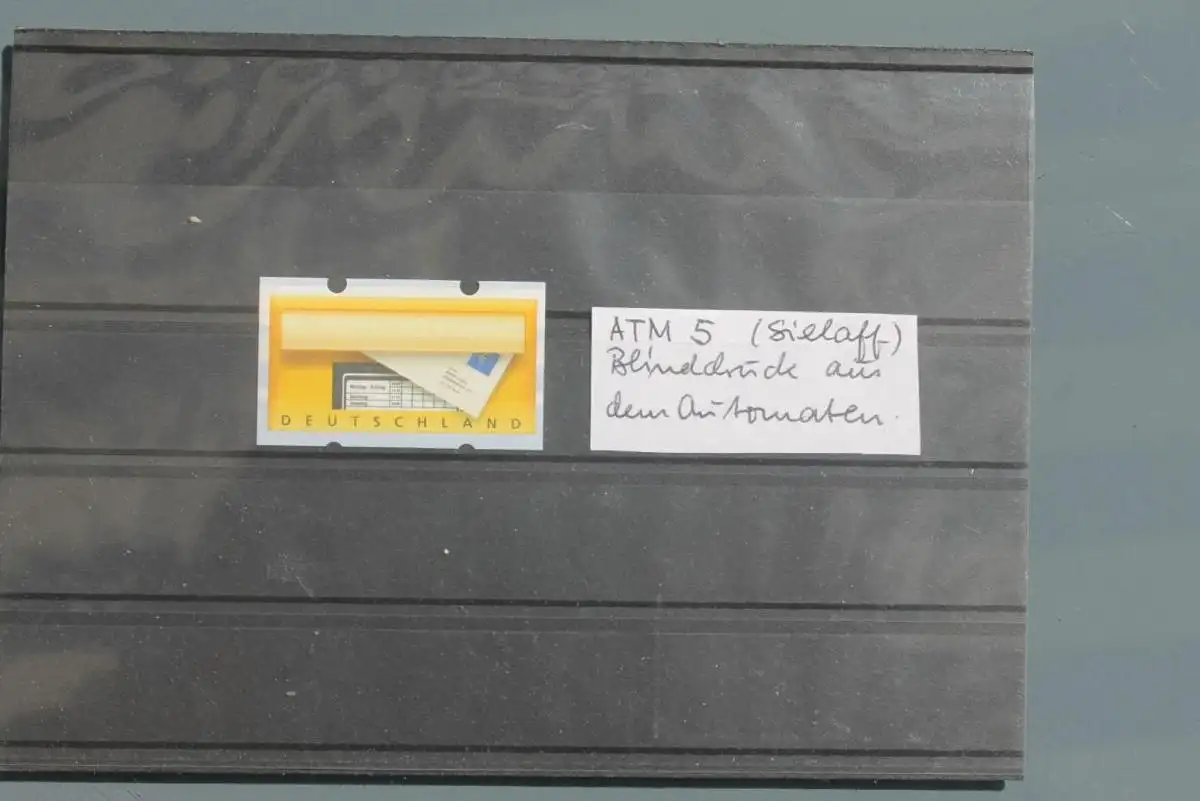 DEUTSCHLAND
ATM 5 (Sielaff)
Blinddruck aus
dem Automaten.